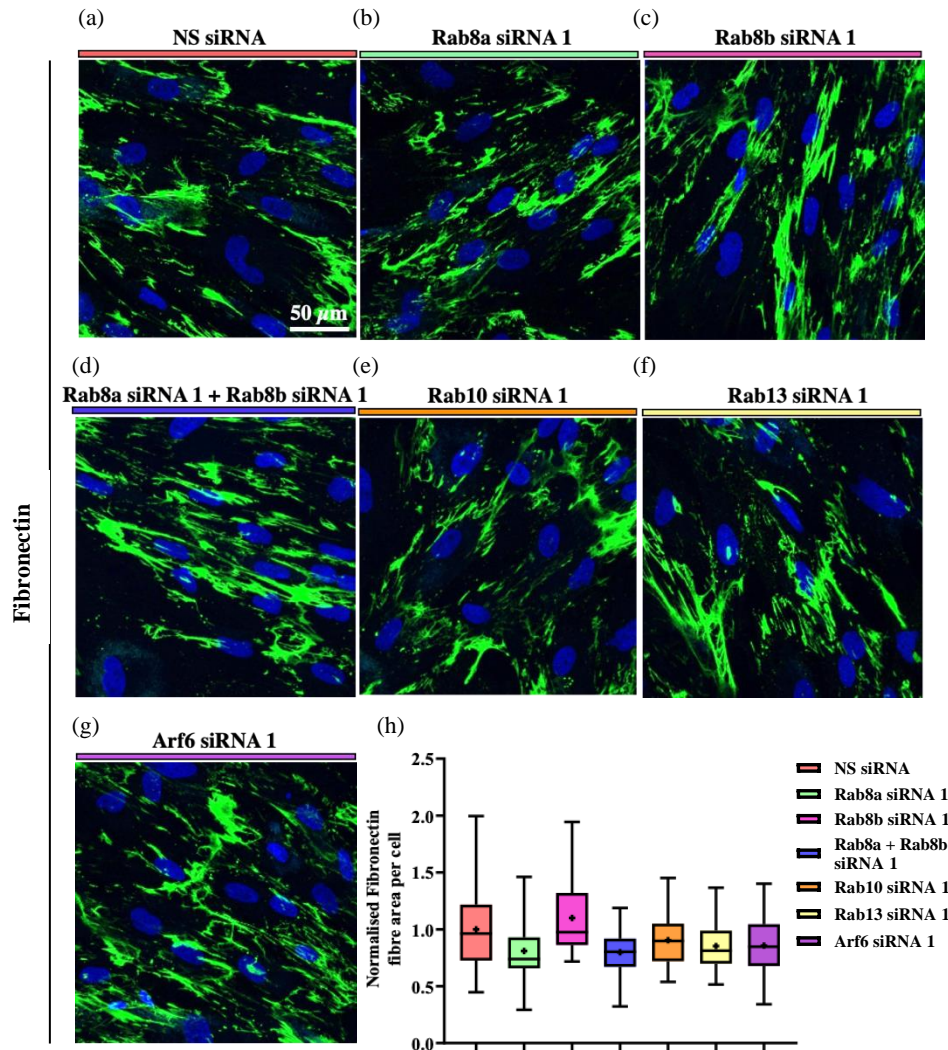 (a)
NS siRNA
(b)
Rab8a siRNA 1
(c)
Rab8b siRNA 1
50 μm
(d)
Rab8a siRNA 1 + Rab8b siRNA 1
(e)
Rab10 siRNA 1
(f)
Rab13 siRNA 1
Fibronectin
(g)
Arf6 siRNA 1
(h)
Normalised Fibronectin
fibre area per cell
2.5
2.0
1.5
1.0
0.5
0.0
NS siRNA
Rab8a siRNA 1
Rab8b siRNA 1
Rab8a + Rab8b
siRNA 1
Rab10 siRNA 1
Rab13 siRNA 1
Arf6 siRNA 1